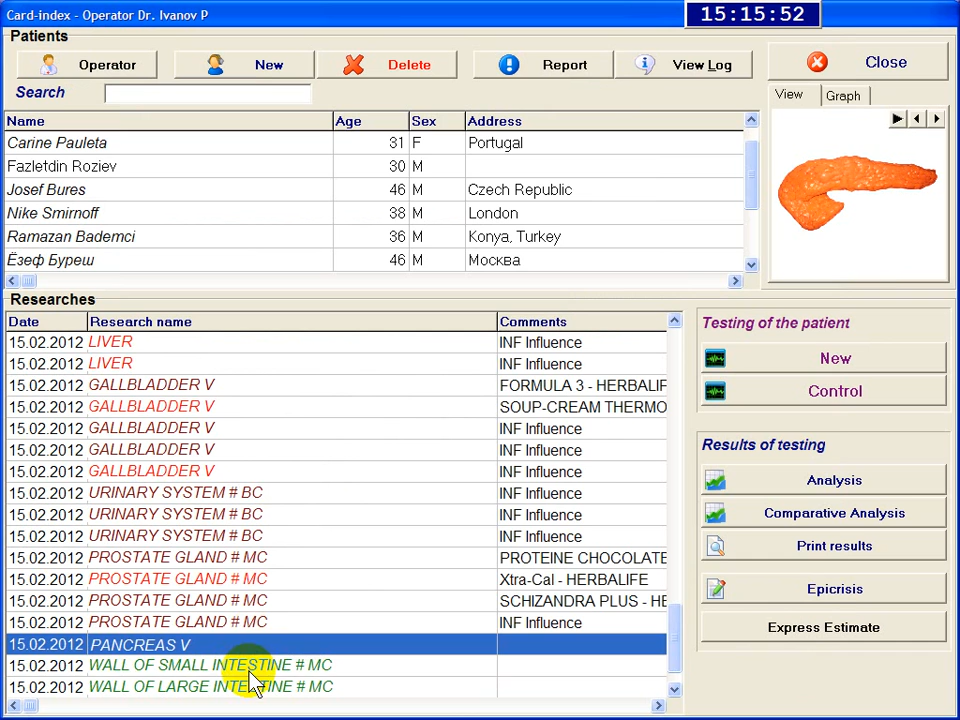 Card-index - Operator Dr. Ivanov P
15:15:52
Patients
Operator New Delete Report View Log Close
Search
View Graph
Name Age Sex Address
Carine Pauleta 31 F Portugal
Fazletdin Roziev 30 M
Josef Bures 46 M Czech Republic
Nike Smirnoff 38 M London
Ramazan Bademci 36 M Konya, Turkey
Ёзеф Буреш 46 M Москва
Researches
Date Research name Comments
15.02.2012 LIVER INF Influence
15.02.2012 LIVER INF Influence
15.02.2012 GALLBLADDER V FORMULA 3 - HERBALIF
15.02.2012 GALLBLADDER V SOUP-CREAM THERMO
15.02.2012 GALLBLADDER V INF Influence
15.02.2012 GALLBLADDER V INF Influence
15.02.2012 GALLBLADDER V INF Influence
15.02.2012 URINARY SYSTEM # BC INF Influence
15.02.2012 URINARY SYSTEM # BC INF Influence
15.02.2012 URINARY SYSTEM # BC INF Influence
15.02.2012 PROSTATE GLAND # MC PROTEINE CHOCOLATE
15.02.2012 PROSTATE GLAND # MC Xtra-Cal - HERBALIFE
15.02.2012 PROSTATE GLAND # MC SCHIZANDRA PLUS - HE
15.02.2012 PROSTATE GLAND # MC INF Influence
15.02.2012 PANCREAS V
15.02.2012 WALL OF SMALL INTESTINE # MC
15.02.2012 WALL OF LARGE INTESTINE # MC
Testing of the patient
New
Control
Results of testing
Analysis
Comparative Analysis
Print results
Epicrisis
Express Estimate